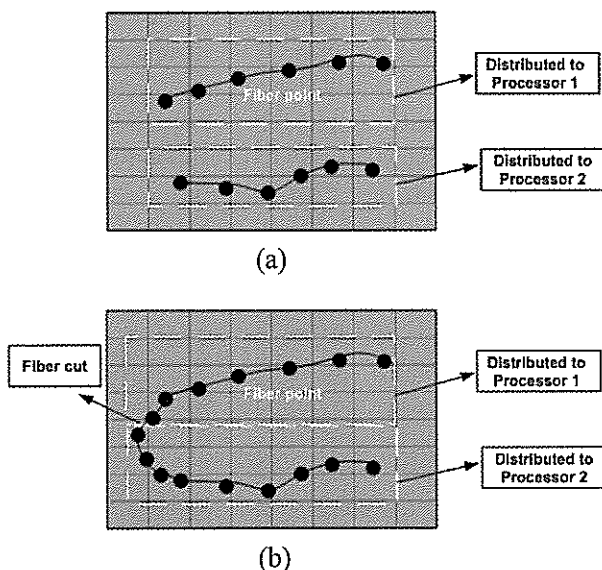 Fiber point
Distributed to
Processor 1
Distributed to
Processor 2
(a)
Fiber cut
Fiber point
Distributed to
Processor 1
Distributed to
Processor 2
(b)